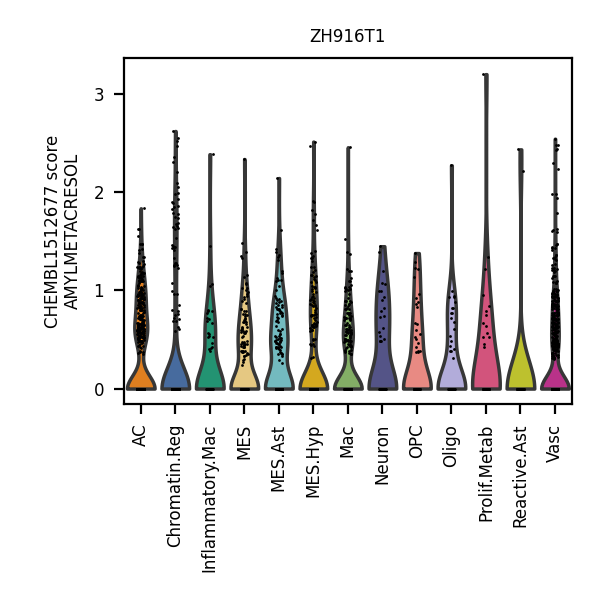 ZH916T1
CHEMBL1512677 score
AMYLMETACRESOL
3
2
1
0
AC
Chromatin.Reg
Inflammatory.Mac
MES
MES.Ast
MES.Hyp
Mac
Neuron
OPC
Oligo
Prolif.Metab
Reactive.Ast
Vasc